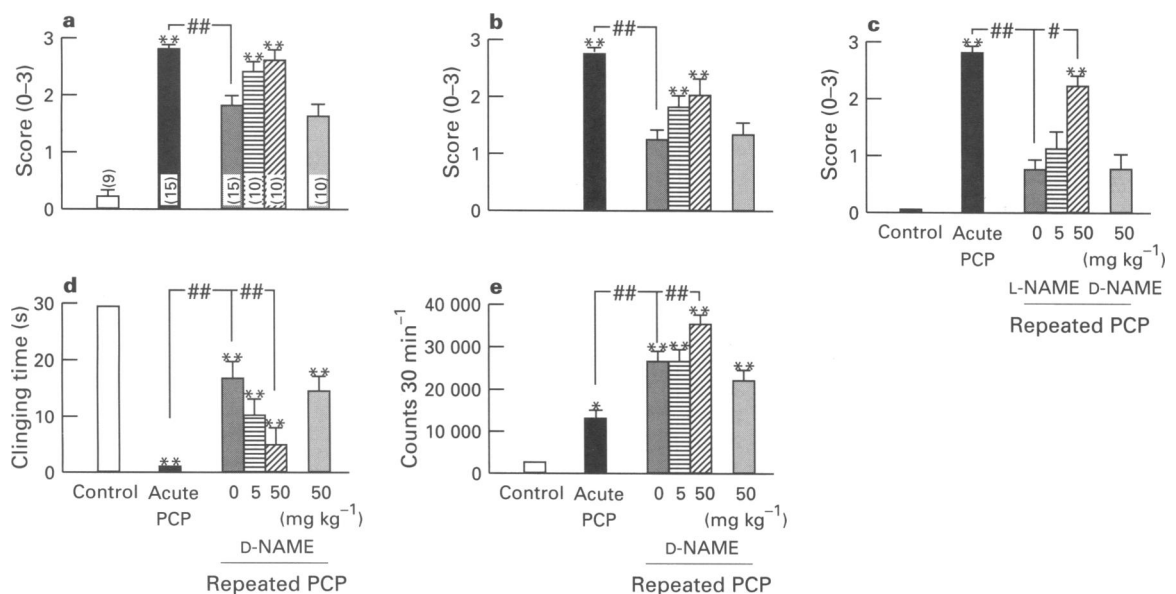 a
##
**
**
**
3
2
1
0
Score (0–3)
(9)
(15)
(15)
(10)
(10)
(10)
b
##
**
**
**
3
2
1
0
Score (0–3)
c
##
#
**
**
3
2
1
0
Score (0–3)
Control
Acute
PCP
0
5
50
50
(mg kg⁻¹)
L-NAME D-NAME
Repeated PCP
d
##
##
**
**
**
**
**
30
20
10
0
Clinging time (s)
Control
Acute
PCP
0
5
50
50
(mg kg⁻¹)
D-NAME
Repeated PCP
e
##
##
*
**
**
**
**
40 000
30 000
20 000
10 000
0
Counts 30 min⁻¹
Control
Acute
PCP
0
5
50
50
(mg kg⁻¹)
D-NAME
Repeated PCP